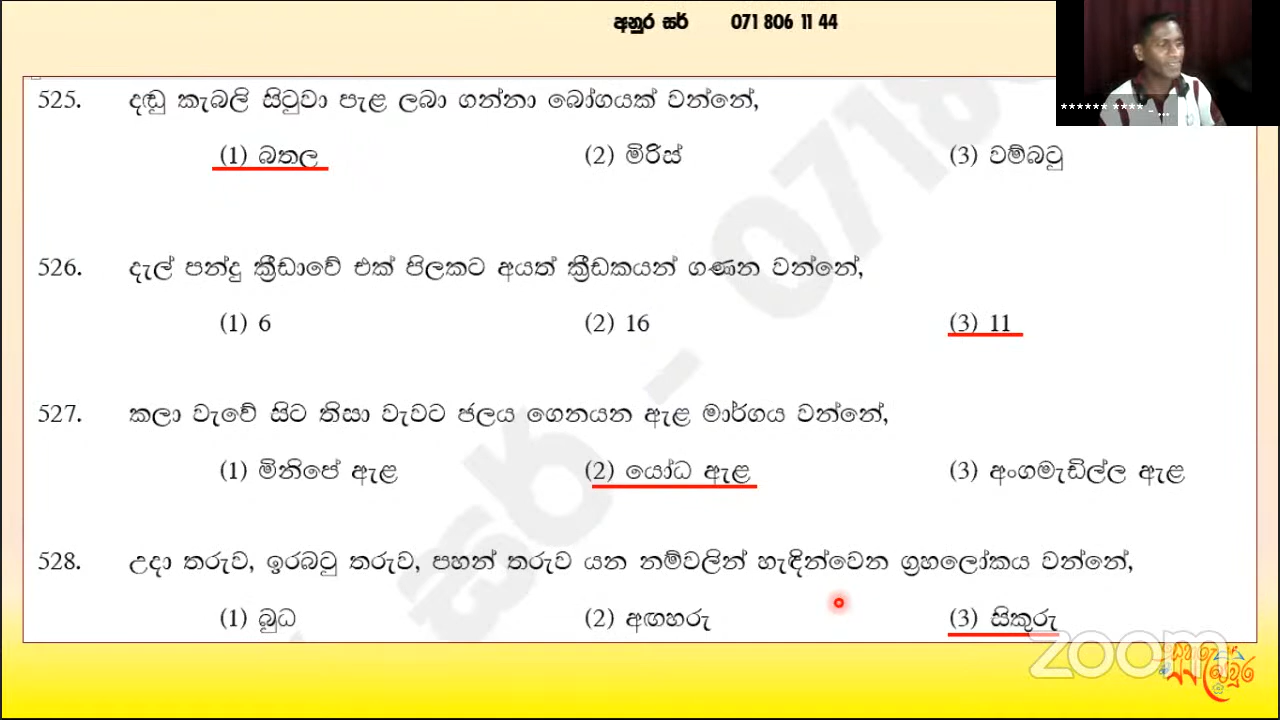 අනුර සර් 071 806 11 44
****** **** - ...
525. දඬු කැබලි සිටුවා පැළ ලබා ගන්නා බෝගයක් වන්නේ,
(1) බතල (2) මිරිස් (3) වම්බටු
526. දැල් පන්දු ක්‍රීඩාවේ එක් පිලකට අයත් ක්‍රීඩකයන් ගණන වන්නේ,
(1) 6 (2) 16 (3) 11
527. කලා වැවේ සිට තිසා වැවට ජලය ගෙනයන ඇළ මාර්ගය වන්නේ,
(1) මිනිපේ ඇළ (2) යෝධ ඇළ (3) අංගමැඩිල්ල ඇළ
528. උදා තරුව, ඉරබටු තරුව, පහන් තරුව යන නම්වලින් හැඳින්වෙන ග්‍රහලෝකය වන්නේ,
(1) බුධ (2) අඟහරු (3) සිකුරු
zoom
සර් - 0718